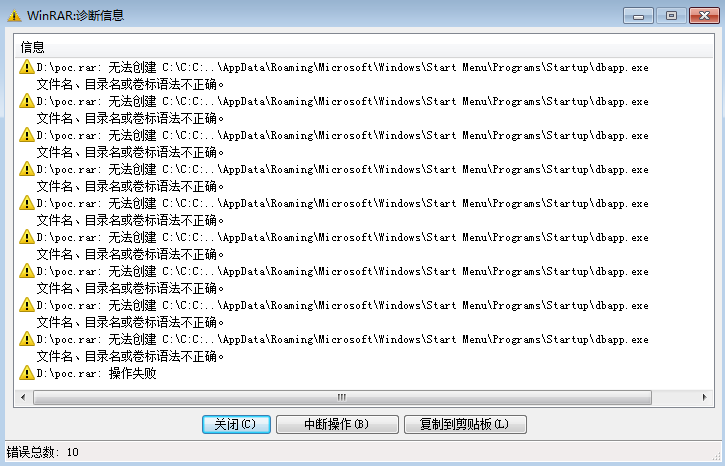 WinRAR:诊断信息
信息
D:\poc.rar: 无法创建 C:\C:C:..\AppData\Roaming\Microsoft\Windows\Start Menu\Programs\Startup\dbapp.exe
文件名、目录名或卷标语法不正确。
D:\poc.rar: 无法创建 C:\C:C:..\AppData\Roaming\Microsoft\Windows\Start Menu\Programs\Startup\dbapp.exe
文件名、目录名或卷标语法不正确。
D:\poc.rar: 无法创建 C:\C:C:..\AppData\Roaming\Microsoft\Windows\Start Menu\Programs\Startup\dbapp.exe
文件名、目录名或卷标语法不正确。
D:\poc.rar: 无法创建 C:\C:C:..\AppData\Roaming\Microsoft\Windows\Start Menu\Programs\Startup\dbapp.exe
文件名、目录名或卷标语法不正确。
D:\poc.rar: 无法创建 C:\C:C:..\AppData\Roaming\Microsoft\Windows\Start Menu\Programs\Startup\dbapp.exe
文件名、目录名或卷标语法不正确。
D:\poc.rar: 无法创建 C:\C:C:..\AppData\Roaming\Microsoft\Windows\Start Menu\Programs\Startup\dbapp.exe
文件名、目录名或卷标语法不正确。
D:\poc.rar: 无法创建 C:\C:C:..\AppData\Roaming\Microsoft\Windows\Start Menu\Programs\Startup\dbapp.exe
文件名、目录名或卷标语法不正确。
D:\poc.rar: 无法创建 C:\C:C:..\AppData\Roaming\Microsoft\Windows\Start Menu\Programs\Startup\dbapp.exe
文件名、目录名或卷标语法不正确。
D:\poc.rar: 无法创建 C:\C:C:..\AppData\Roaming\Microsoft\Windows\Start Menu\Programs\Startup\dbapp.exe
文件名、目录名或卷标语法不正确。
D:\poc.rar: 操作失败
关闭(C) 中断操作(B) 复制到剪贴板(L)
错误总数: 10